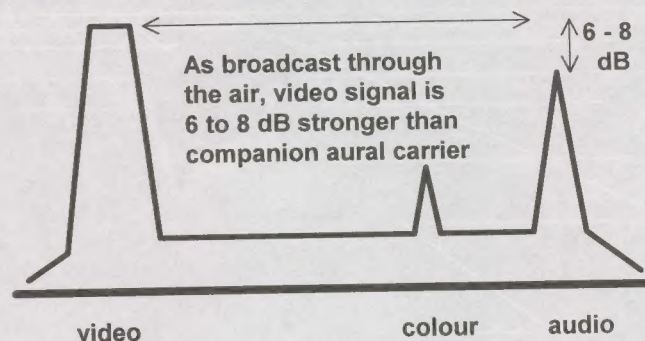 6 - 8
dB
As broadcast through
the air, video signal is
6 to 8 dB stronger than
companion aural carrier
video colour audio